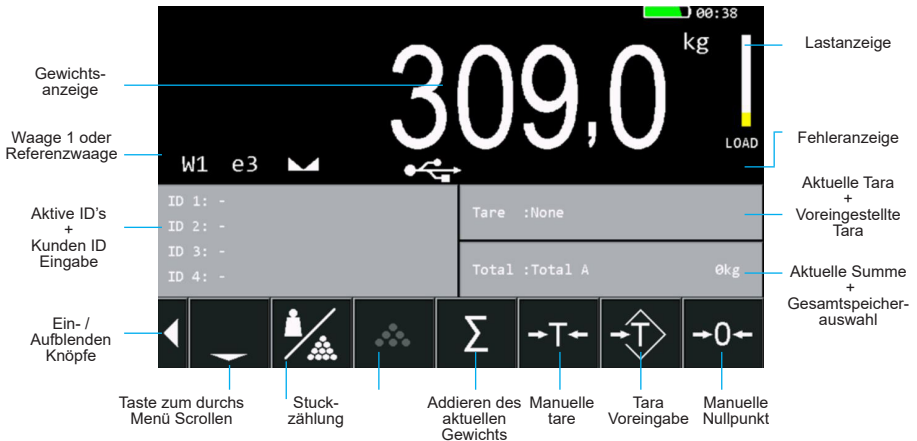 00:38
kg
309,0
LOAD
W1 e3
ID 1: -
ID 2: -
ID 3: -
ID 4: -
Tare :None
Total :Total A 0kg
Σ
→T←
→T
→0←
Gewichts-
anzeige
Waage 1 oder
Referenzwaage
Aktive ID's
+
Kunden ID
Eingabe
Ein- /
Aufblenden
Knöpfe
Lastanzeige
Fehleranzeige
Aktuelle Tara
+
Voreingestellte
Tara
Aktuelle Summe
+
Gesamtspeicher-
auswahl
Taste zum durchs
Menü Scrollen
Stuck-
zählung
Addieren des
aktuellen
Gewichts
Manuelle
tare
Tara
Voreingabe
Manuelle
Nullpunkt